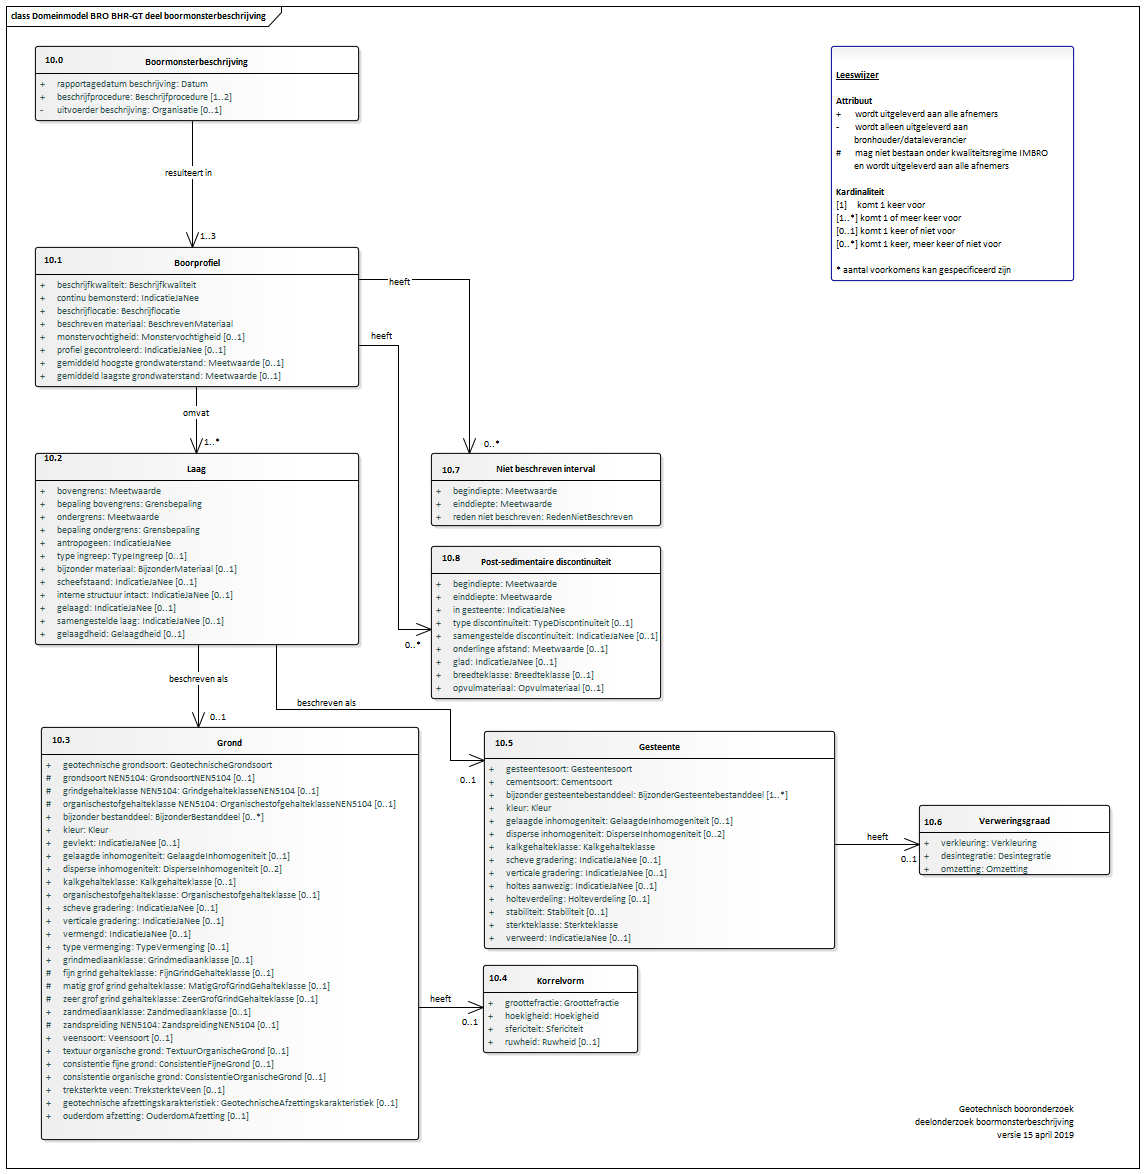 class Domeinmodel BRO BHR-GT deel boormonsterbeschrijving
10.0 Boormonsterbeschrijving
+ rapportagedatum beschrijving: Datum
+ beschrijfprocedure: Beschrijfprocedure [1..2]
- uitvoerder beschrijving: Organisatie [0..1]
Leeswijzer
Attribuut
+ wordt uitgeleverd aan alle afnemers
- wordt alleen uitgeleverd aan
bronhouder/dataleverancier
# mag niet bestaan onder kwaliteitsregime IMBRO
en wordt uitgeleverd aan alle afnemers
Kardinaliteit
[1] komt 1 keer voor
[1..*] komt 1 of meer keer voor
[0..1] komt 1 keer of niet voor
[0..*] komt 1 keer, meer keer of niet voor
* aantal voorkomens kan gespecificeerd zijn
resulteert in
1..3
10.1 Boorprofiel
+ beschrijfkwaliteit: Beschrijfkwaliteit
+ continu bemonsterd: IndicatieJaNee
+ beschrijflocatie: Beschrijflocatie
+ beschreven materiaal: BeschrevenMateriaal
+ monstervochtigheid: Monstervochtigheid [0..1]
+ profiel gecontroleerd: IndicatieJaNee [0..1]
+ gemiddeld hoogste grondwaterstand: Meetwaarde [0..1]
+ gemiddeld laagste grondwaterstand: Meetwaarde [0..1]
heeft
heeft
omvat
1..*
0..*
10.2 Laag
+ bovengrens: Meetwaarde
+ bepaling bovengrens: Grensbepaling
+ ondergrens: Meetwaarde
+ bepaling ondergrens: Grensbepaling
+ antropogeen: IndicatieJaNee
+ type ingreep: TypeIngreep [0..1]
+ bijzonder materiaal: BijzonderMateriaal [0..1]
+ scheefstaand: IndicatieJaNee [0..1]
+ interne structuur intact: IndicatieJaNee [0..1]
+ gelaagd: IndicatieJaNee [0..1]
+ samengestelde laag: IndicatieJaNee [0..1]
+ gelaagdheid: Gelaagdheid [0..1]
10.7 Niet beschreven interval
+ begindiepte: Meetwaarde
+ einddiepte: Meetwaarde
+ reden niet beschreven: RedenNietBeschreven
10.8 Post-sedimentaire discontinuïteit
+ begindiepte: Meetwaarde
+ einddiepte: Meetwaarde
+ in gesteente: IndicatieJaNee
+ type discontinuïteit: TypeDiscontinuïteit [0..1]
+ samengestelde discontinuïteit: IndicatieJaNee [0..1]
+ onderlinge afstand: Meetwaarde [0..1]
+ glad: IndicatieJaNee [0..1]
+ breedteklasse: Breedteklasse [0..1]
+ opvulmateriaal: Opvulmateriaal [0..1]
0..*
beschreven als
0..1
beschreven als
0..1
10.3 Grond
+ geotechnische grondsoort: GeotechnischeGrondsoort
# grondsoort NEN5104: GrondsoortNEN5104 [0..1]
# grindgehalteklasse NEN5104: GrindgehalteklasseNEN5104 [0..1]
# organischestofgehalteklasse NEN5104: OrganischestofgehalteklasseNEN5104 [0..1]
+ bijzonder bestanddeel: BijzonderBestanddeel [0..*]
+ kleur: Kleur
+ gevlekt: IndicatieJaNee [0..1]
+ gelaagde inhomogeniteit: GelaagdeInhomogeniteit [0..1]
+ disperse inhomogeniteit: DisperseInhomogeniteit [0..2]
+ kalkgehalteklasse: Kalkgehalteklasse [0..1]
+ organischestofgehalteklasse: Organischestofgehalteklasse [0..1]
+ scheve gradering: IndicatieJaNee [0..1]
+ verticale gradering: IndicatieJaNee [0..1]
+ vermengd: IndicatieJaNee [0..1]
+ type vermenging: TypeVermenging [0..1]
+ grindmediaanklasse: Grindmediaanklasse [0..1]
# fijn grind gehalteklasse: FijnGrindGehalteklasse [0..1]
# matig grof grind gehalteklasse: MatigGrofGrindGehalteklasse [0..1]
# zeer grof grind gehalteklasse: ZeerGrofGrindGehalteklasse [0..1]
+ zandmediaanklasse: Zandmediaanklasse [0..1]
# zandspreiding NEN5104: ZandspreidingNEN5104 [0..1]
+ veensoort: Veensoort [0..1]
+ textuur organische grond: TextuurOrganischeGrond [0..1]
+ consistentie fijne grond: ConsistentieFijneGrond [0..1]
+ consistentie organische grond: ConsistentieOrganischeGrond [0..1]
+ treksterkte veen: TreksterkteVeen [0..1]
+ geotechnische afzettingskarakteristiek: GeotechnischeAfzettingskarakteristiek [0..1]
+ ouderdom afzetting: OuderdomAfzetting [0..1]
10.5 Gesteente
+ gesteentesoort: Gesteentesoort
+ cementsoort: Cementsoort
+ bijzonder gesteentebestanddeel: BijzonderGesteentebestanddeel [1..*]
+ kleur: Kleur
+ gelaagde inhomogeniteit: GelaagdeInhomogeniteit [0..1]
+ disperse inhomogeniteit: DisperseInhomogeniteit [0..2]
+ kalkgehalteklasse: Kalkgehalteklasse
+ scheve gradering: IndicatieJaNee [0..1]
+ verticale gradering: IndicatieJaNee [0..1]
+ holtes aanwezig: IndicatieJaNee [0..1]
+ holteverdeling: Holteverdeling [0..1]
+ stabiliteit: Stabiliteit [0..1]
+ sterkteklasse: Sterkteklasse
+ verweerd: IndicatieJaNee [0..1]
heeft
0..1
10.6 Verweringsgraad
+ verkleuring: Verkleuring
+ desintegratie: Desintegratie
+ omzetting: Omzetting
heeft
0..1
10.4 Korrelvorm
+ groottefractie: Groottefractie
+ hoekigheid: Hoekigheid
+ sfericiteit: Sfericiteit
+ ruwheid: Ruwheid [0..1]
Geotechnisch booronderzoek
deelonderzoek boormonsterbeschrijving
versie 15 april 2019